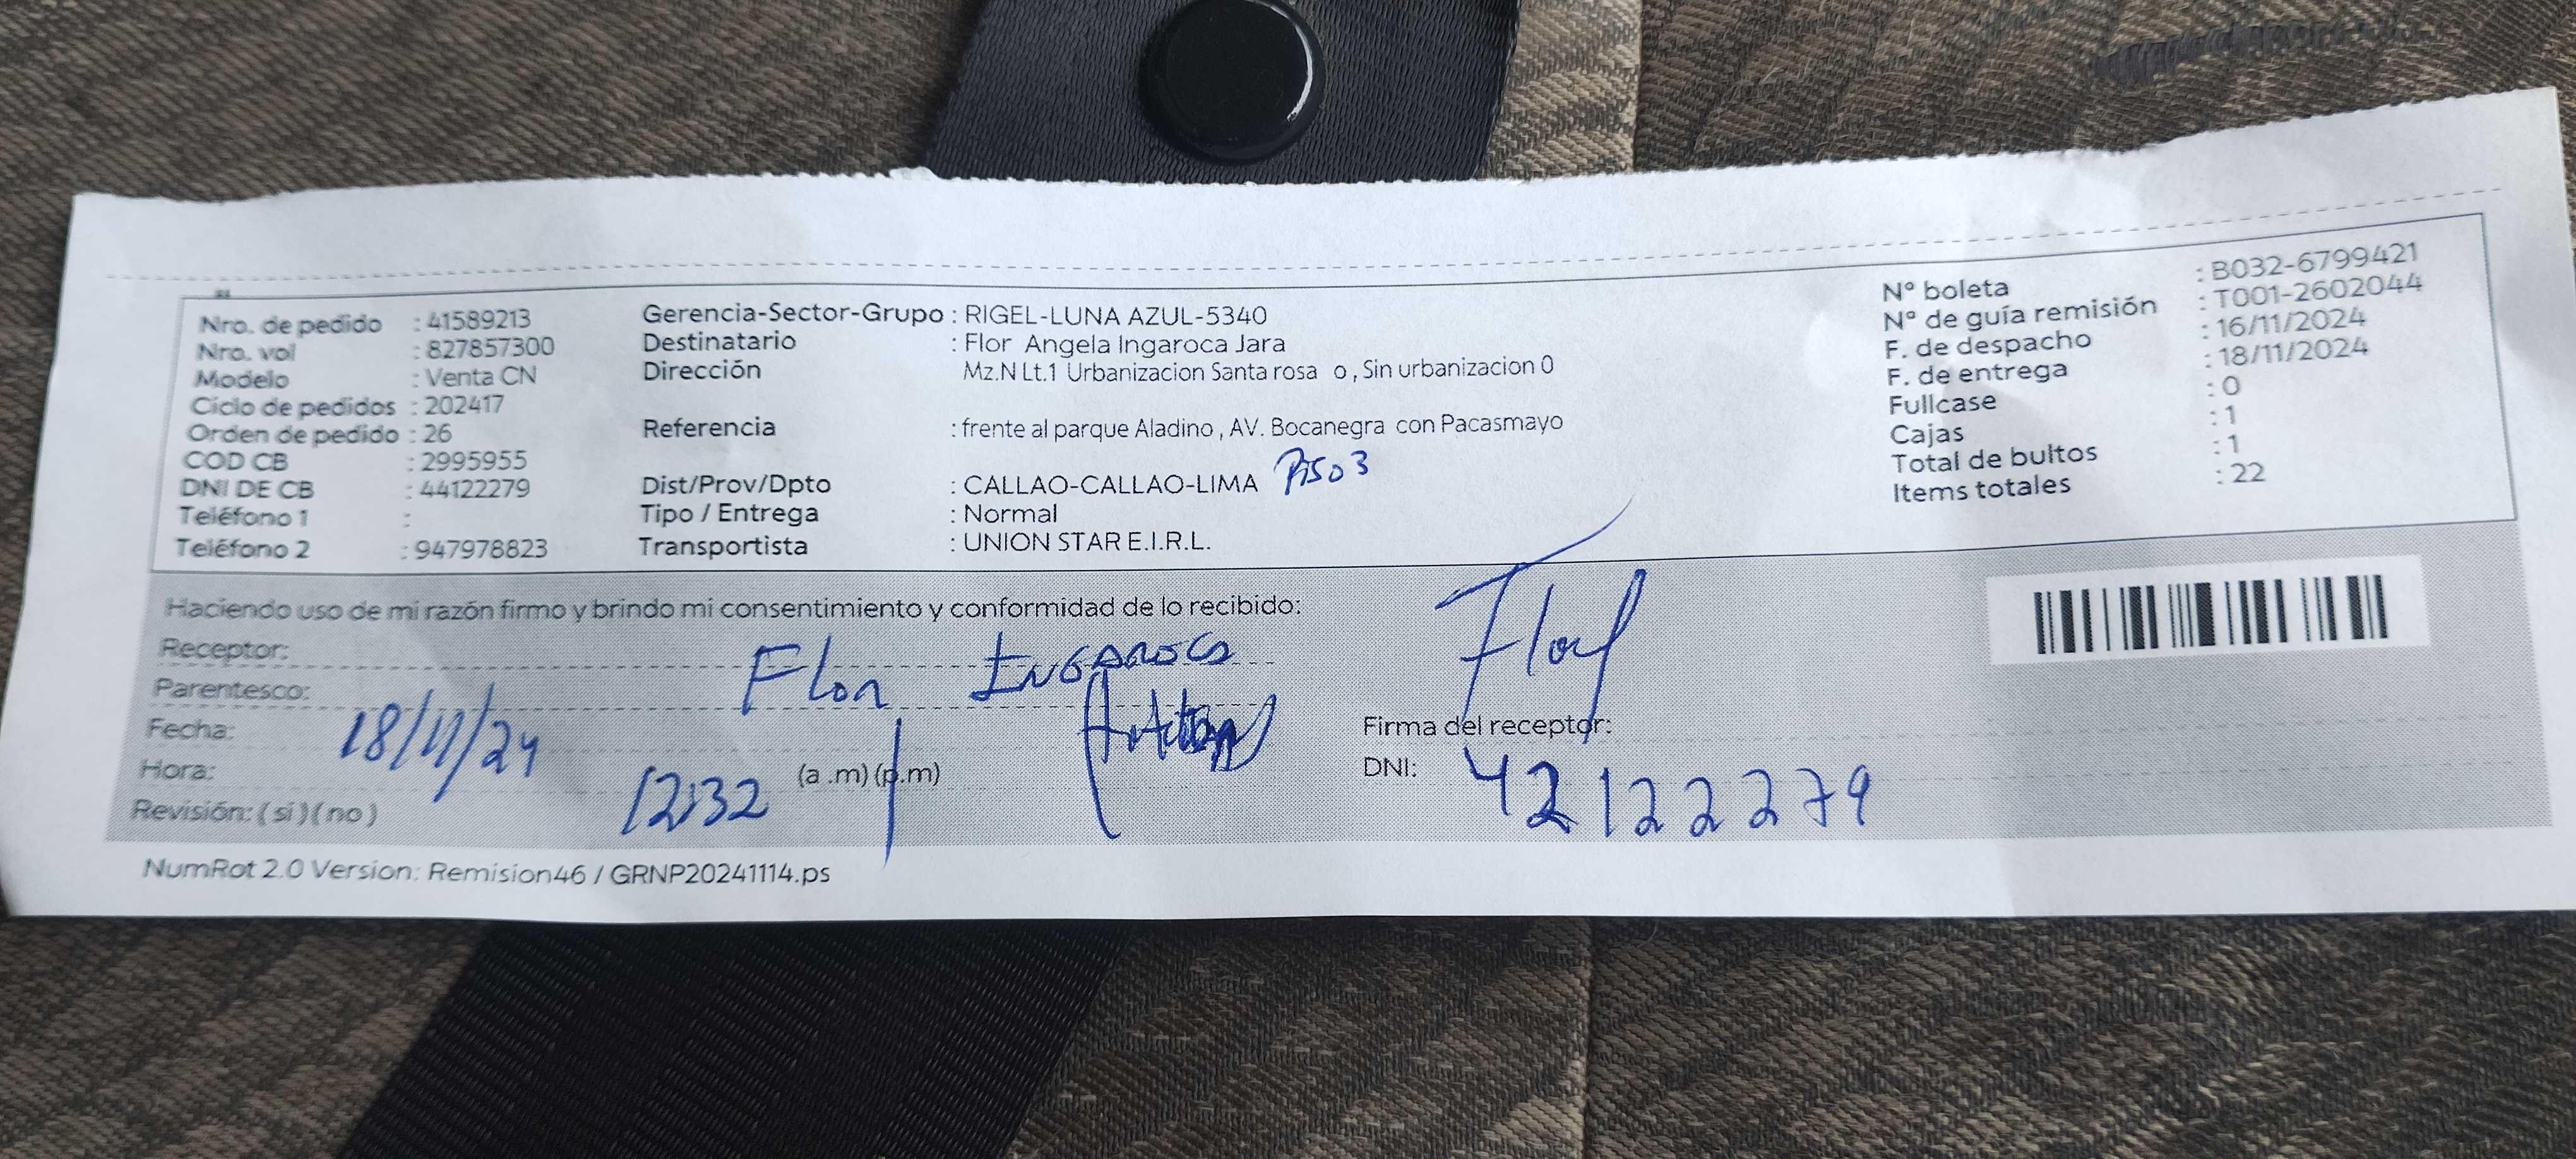 Nro. de pedido : 41589213
Nro. vol : 827857300
Modelo : Venta CN
Ciclo de pedidos : 202417
Orden de pedido : 26
COD CB : 2995955
DNI DE CB : 44122279
Teléfono 1 :
Teléfono 2 : 947978823
Gerencia-Sector-Grupo : RIGEL-LUNA AZUL-5340
Destinatario : Flor Angela Ingaroca Jara
Dirección Mz.N Lt.1 Urbanizacion Santa rosa o , Sin urbanizacion 0
Referencia : frente al parque Aladino , AV. Bocanegra con Pacasmayo
Dist/Prov/Dpto : CALLAO-CALLAO-LIMA Piso 3
Tipo / Entrega : Normal
Transportista : UNION STAR E.I.R.L.
N° boleta : B032-6799421
N° de guía remisión : T001-2602044
F. de despacho : 16/11/2024
F. de entrega : 18/11/2024
Fullcase : 0
Cajas : 1
Total de bultos : 1
Items totales : 22
Haciendo uso de mi razón firmo y brindo mi consentimiento y conformidad de lo recibido:
Receptor: Flor Ingaroca
Parentesco:
Fecha: 18/11/24
Hora: 12:32 (a .m) (p.m)
Revisión: ( si ) ( no )
Flor
Firma del receptor:
DNI: 42122279
NumRot 2.0 Version: Remision46 / GRNP20241114.ps